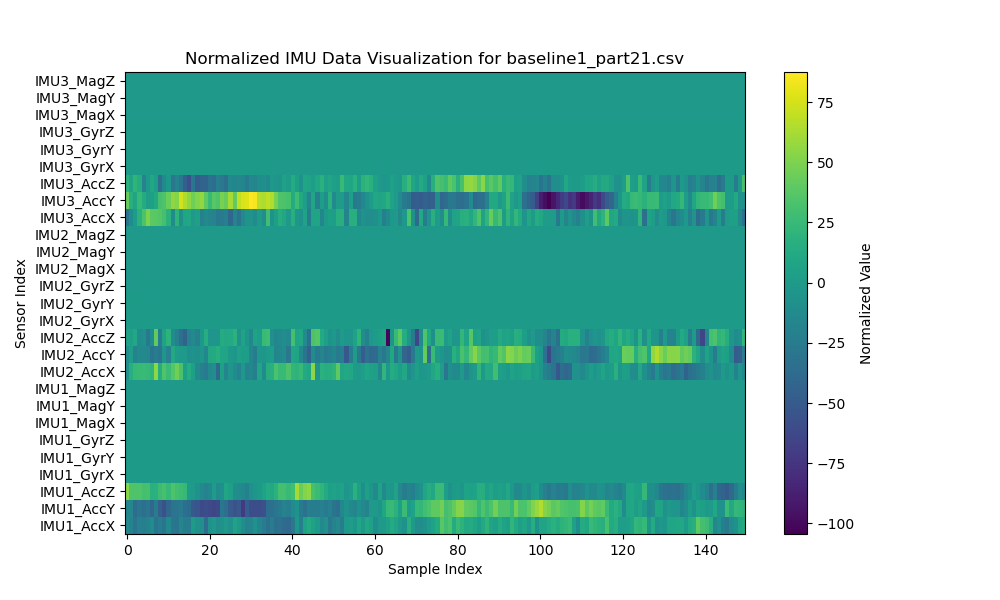 Normalized IMU Data Visualization for baseline1_part21.csv
IMU3_MagZ
IMU3_MagY
IMU3_MagX
IMU3_GyrZ
IMU3_GyrY
IMU3_GyrX
IMU3_AccZ
IMU3_AccY
IMU3_AccX
IMU2_MagZ
IMU2_MagY
IMU2_MagX
IMU2_GyrZ
IMU2_GyrY
IMU2_GyrX
IMU2_AccZ
IMU2_AccY
IMU2_AccX
IMU1_MagZ
IMU1_MagY
IMU1_MagX
IMU1_GyrZ
IMU1_GyrY
IMU1_GyrX
IMU1_AccZ
IMU1_AccY
IMU1_AccX
Sensor Index
0 20 40 60 80 100 120 140
Sample Index
75
50
25
0
−25
−50
−75
−100
Normalized Value